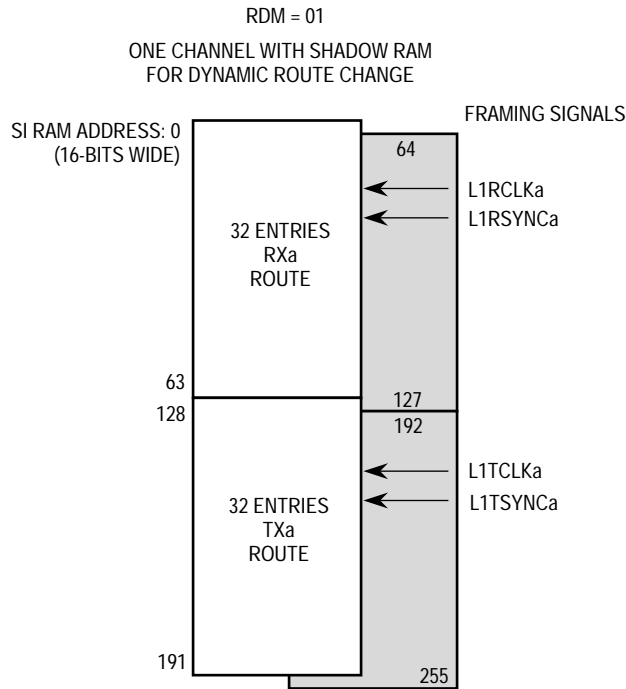 RDM = 01
ONE CHANNEL WITH SHADOW RAM
FOR DYNAMIC ROUTE CHANGE
FRAMING SIGNALS
SI RAM ADDRESS: 0
(16-BITS WIDE)
64
L1RCLKa
L1RSYNCa
32 ENTRIES
RXa
ROUTE
63
127
128
192
L1TCLKa
L1TSYNCa
32 ENTRIES
TXa
ROUTE
191
255